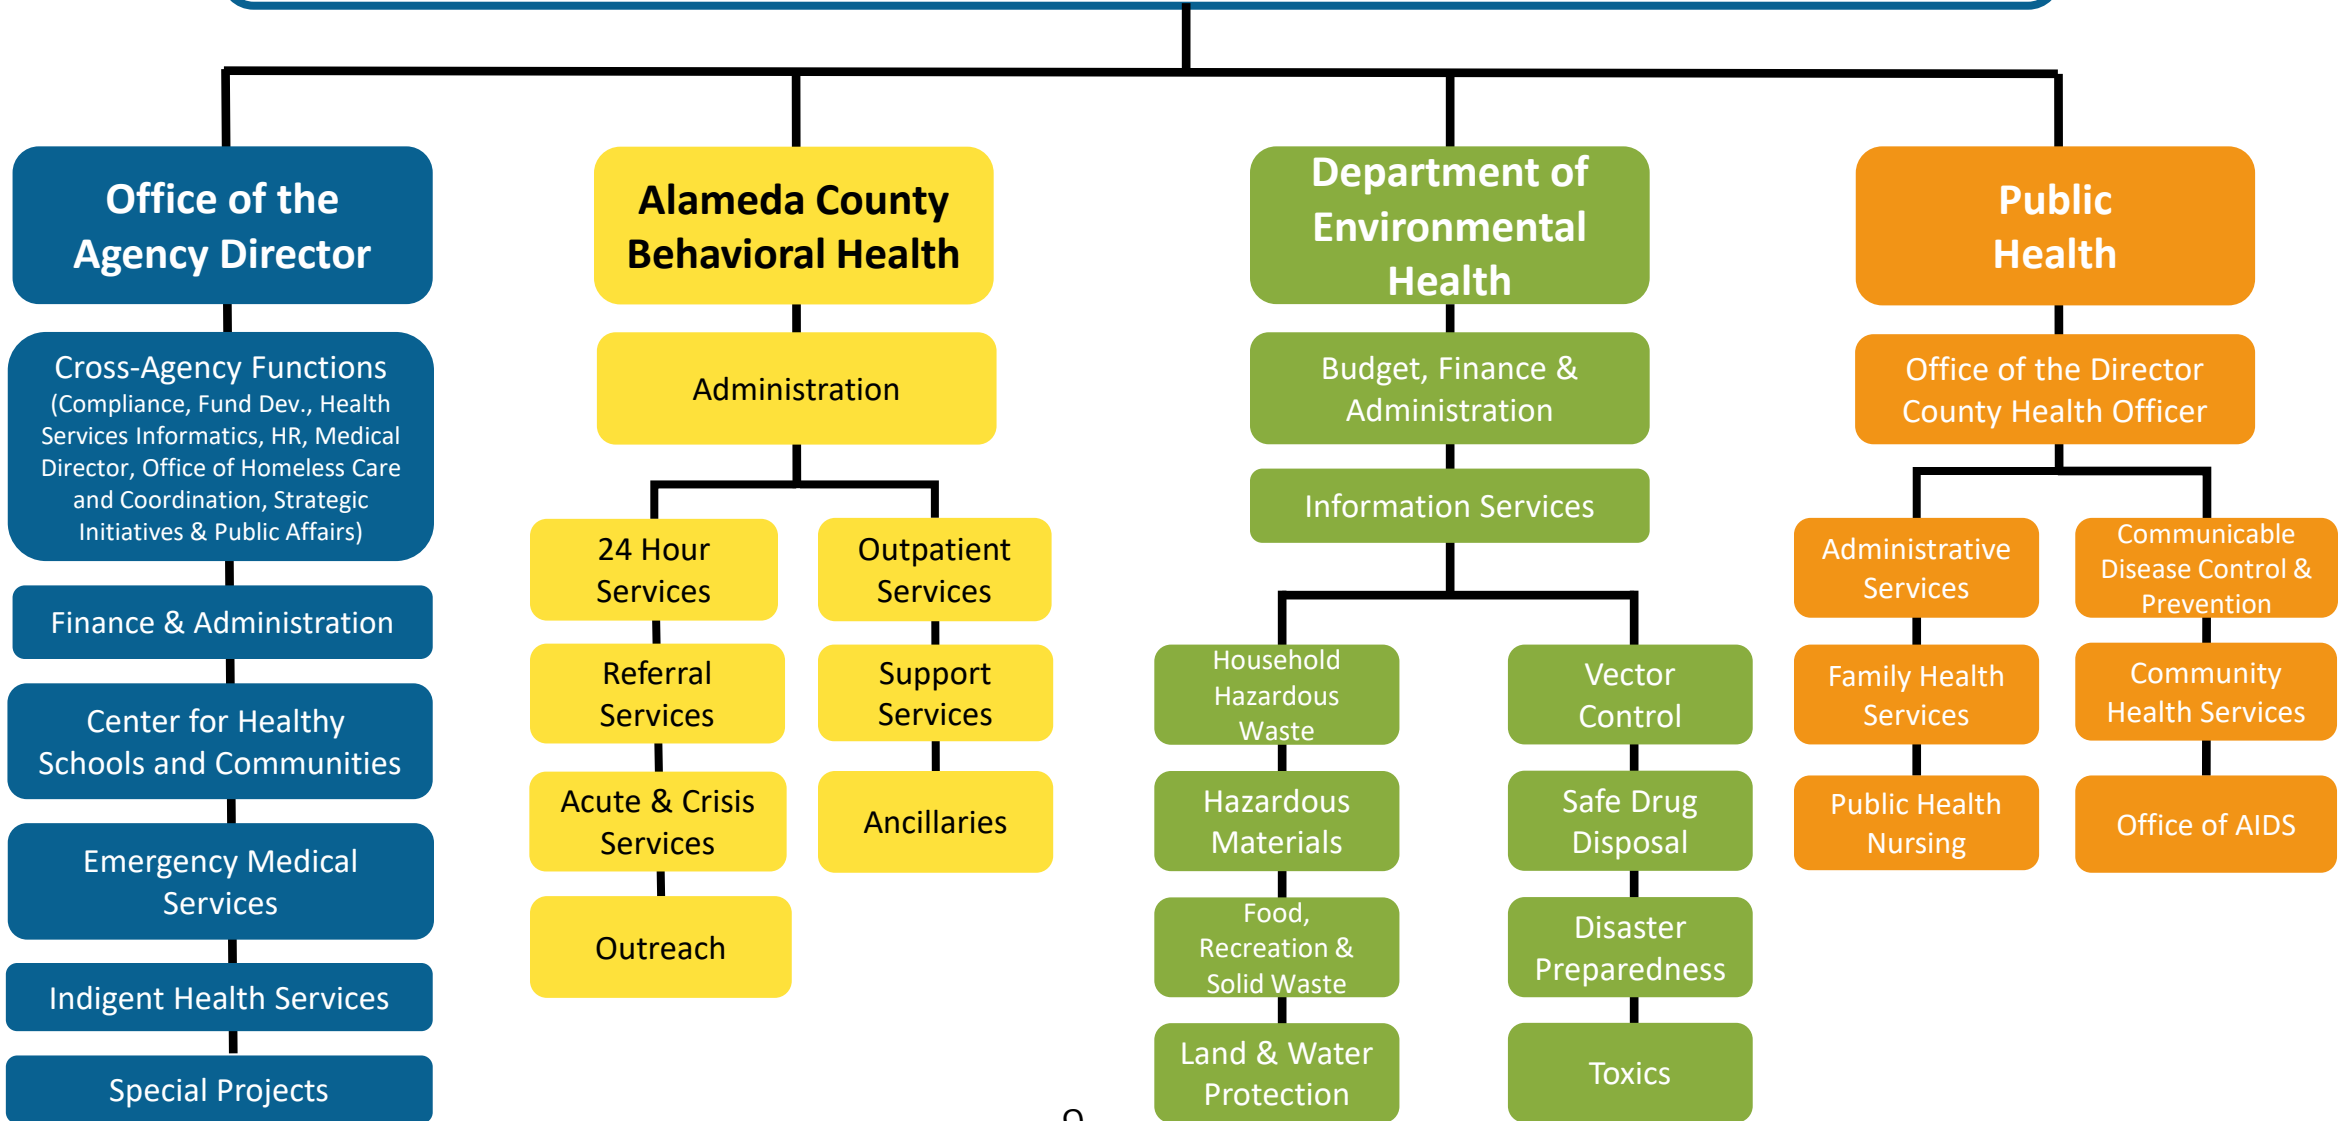 Office of the
Agency Director
Cross-Agency Functions
(Compliance, Fund Dev., Health
Services Informatics, HR, Medical
Director, Office of Homeless Care
and Coordination, Strategic
Initiatives & Public Affairs)
Finance & Administration
Center for Healthy
Schools and Communities
Emergency Medical
Services
Indigent Health Services
Special Projects
Alameda County
Behavioral Health
Administration
24 Hour
Services
Referral
Services
Acute & Crisis
Services
Outreach
Outpatient
Services
Support
Services
Ancillaries
Department of
Environmental
Health
Budget, Finance &
Administration
Information Services
Household
Hazardous
Waste
Hazardous
Materials
Food,
Recreation &
Solid Waste
Land & Water
Protection
Vector
Control
Safe Drug
Disposal
Disaster
Preparedness
Toxics
Public
Health
Office of the Director
County Health Officer
Administrative
Services
Family Health
Services
Public Health
Nursing
Communicable
Disease Control &
Prevention
Community
Health Services
Office of AIDS